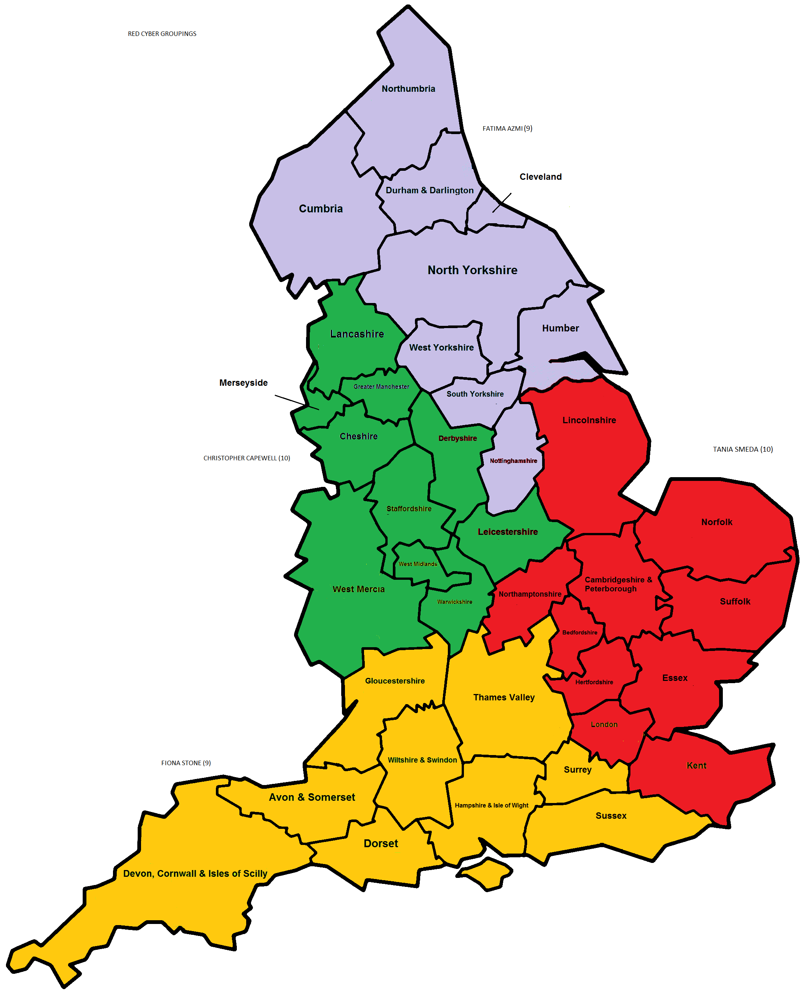 RED CYBER GROUPINGS
Northumbria
FATIMA AZMI (9)
Cleveland
Durham & Darlington
Cumbria
North Yorkshire
Humber
Lancashire
West Yorkshire
Merseyside
Greater Manchester
South Yorkshire
Lincolnshire
Cheshire
Derbyshire
TANIA SMEDA (10)
CHRISTOPHER CAPEWELL (10)
Nottinghamshire
Staffordshire
Norfolk
Leicestershire
West Midlands
Cambridgeshire &
Peterborough
West Mercia
Northamptonshire
Warwickshire
Suffolk
Bedfordshire
Essex
Gloucestershire
Hertfordshire
Thames Valley
London
Wiltshire & Swindon
FIONA STONE (9)
Surrey
Kent
Avon & Somerset
Hampshire & Isle of Wight
Sussex
Dorset
Devon, Cornwall & Isles of Scilly